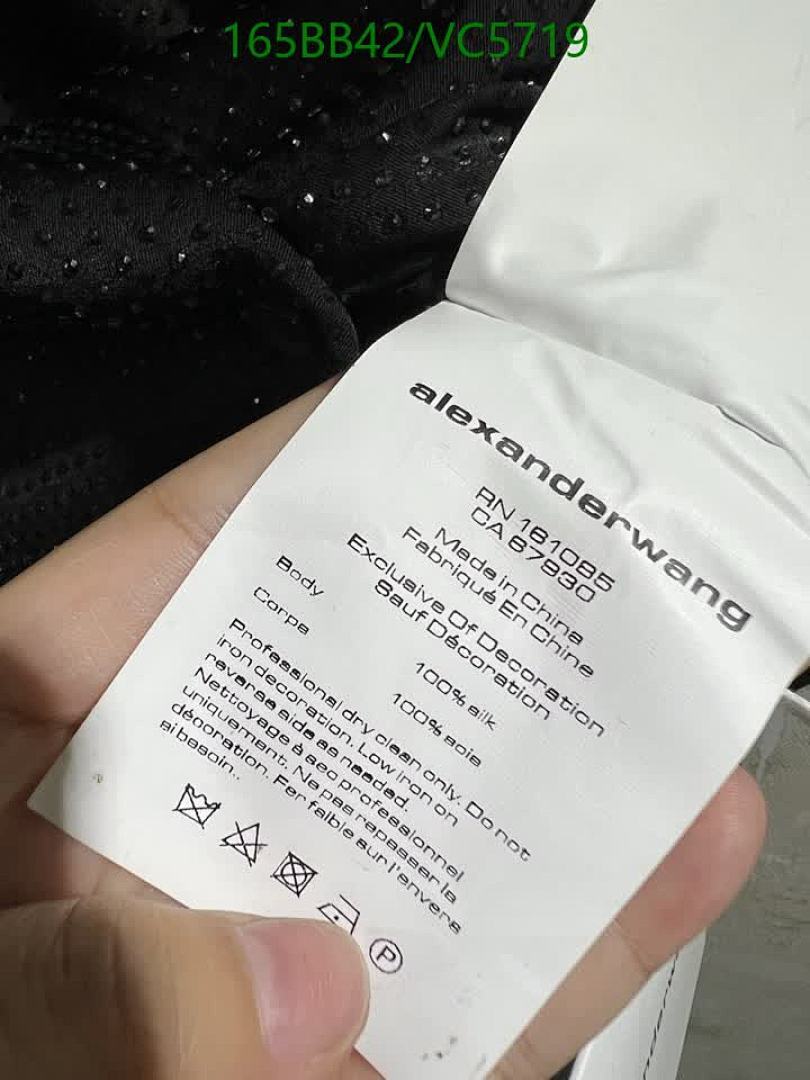 165BB42/VC5719
alexanderwang
RN 161085
CA 67930
Made in China
Fabriqué En Chine
Exclusive Of Decoration
Sauf Décoration
Body 100% silk
Corps 100% soie
Professional dry clean only. Do not
iron decoration. Low iron on
reverse side as needed.
Nettoyage à sec professionnel
uniquement. Ne pas repasser la
décoration. Fer faible sur l'envers
si besoin..
P